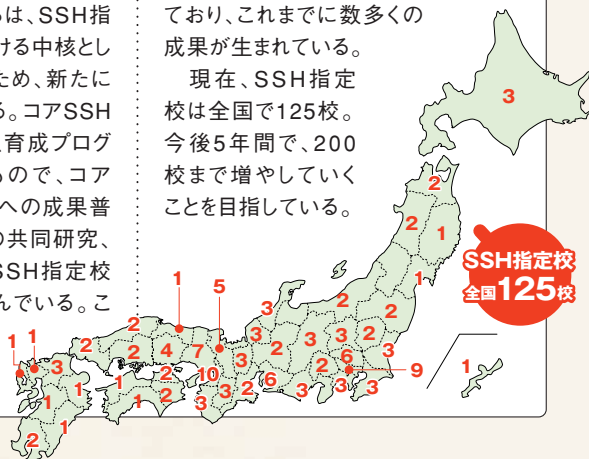 は、SSH指
ける中核とし
ため、新たに
る。コアSSH
育成プログ
ので、コア
への成果普
共同研究、
SSH指定校
んでいる。こ
ており、これまでに数多くの
成果が生まれている。
現在、SSH指定
校は全国で125校。
今後5年間で、200
校まで増やしていく
ことを目指している。
3
2
2
1
1
SSH指定校
全国125校
1
5
3
2
2
2
3
3
3
2
3
1
1
3
2
2
4
7
3
2
2
6
9
1
1
2
10
3
2
6
3
3
3
1
1
1
2
3
1
2